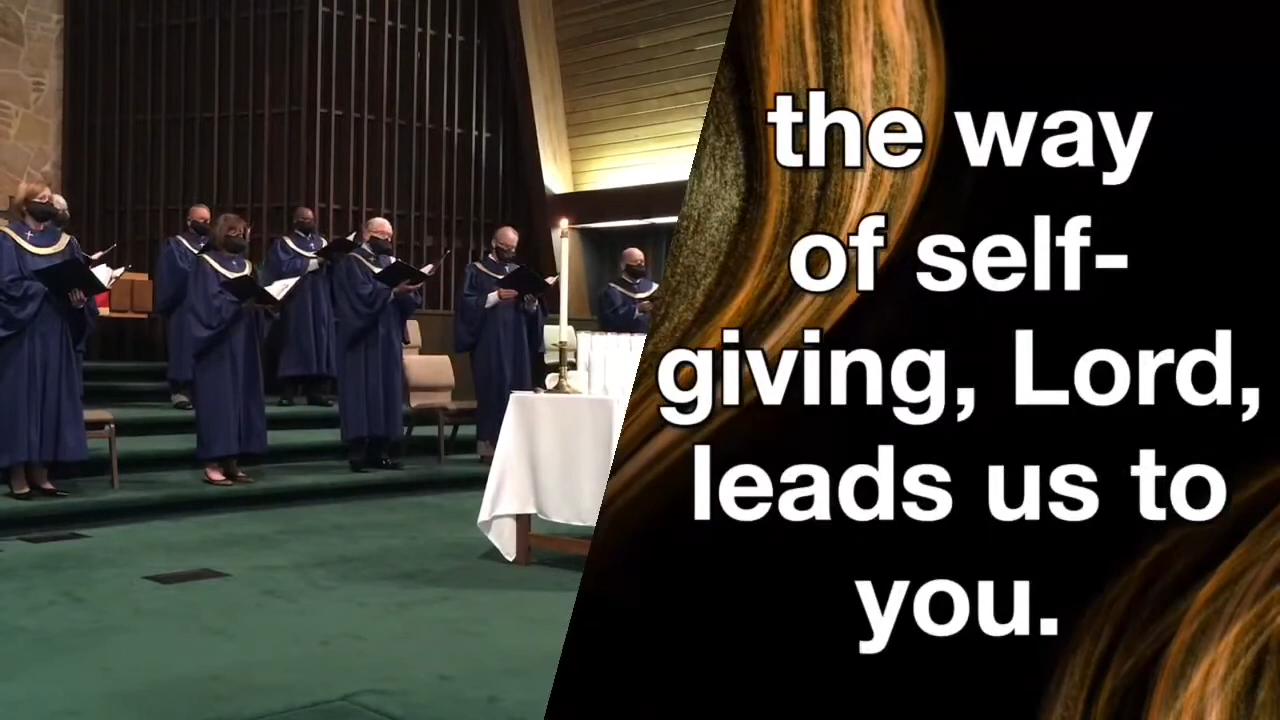 the way
of self-
giving, Lord,
leads us to
you.